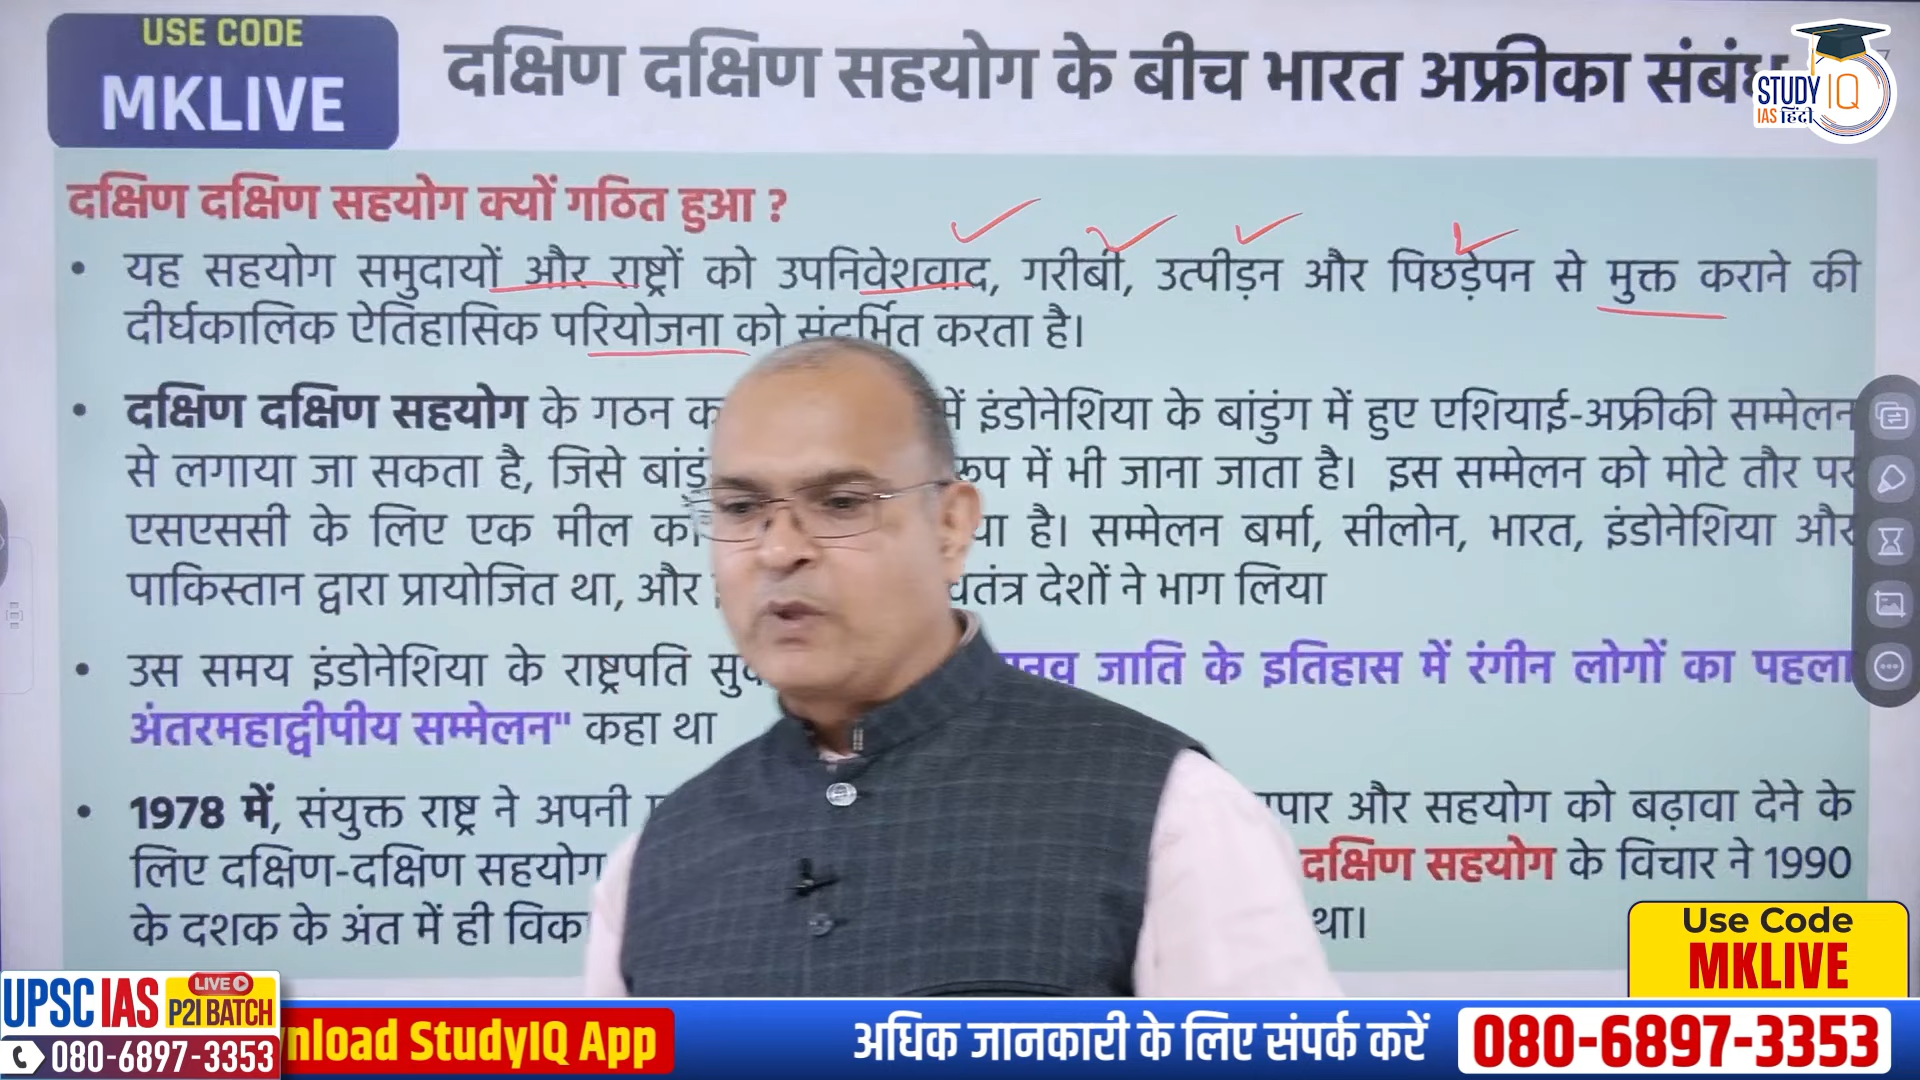 USE CODE
MKLIVE
दक्षिण दक्षिण सहयोग के बीच भारत अफ्रीका संबंध
STUDY IQ
IAS हिंदी
दक्षिण दक्षिण सहयोग क्यों गठित हुआ ?
• यह सहयोग समुदायों और राष्ट्रों को उपनिवेशवाद, गरीबी, उत्पीड़न और पिछड़ेपन से मुक्त कराने की
दीर्घकालिक ऐतिहासिक परियोजना को संदर्भित करता है।
• दक्षिण दक्षिण सहयोग के गठन में इंडोनेशिया के बांडुंग में हुए एशियाई-अफ्रीकी सम्मेलन
से लगाया जा सकता है, जिसे में भी जाना जाता है। इस सम्मेलन को मोटे तौर पर
एसएससी के लिए एक मील है। सम्मेलन बर्मा, सीलोन, भारत, इंडोनेशिया और
पाकिस्तान द्वारा प्रायोजित था, और देशों ने भाग लिया
• उस समय इंडोनेशिया के राष्ट्रपति जाति के इतिहास में रंगीन लोगों का पहला
अंतरमहाद्वीपीय सम्मेलन" कहा था
• 1978 में, संयुक्त राष्ट्र ने अपनी और सहयोग को बढ़ावा देने के
लिए दक्षिण-दक्षिण सहयोग दक्षिण सहयोग के विचार ने 1990
के दशक के अंत में ही था।
Use Code
MKLIVE
UPSC IAS LIVE P2I BATCH
080-6897-3353
StudyIQ App
अधिक जानकारी के लिए संपर्क करें
080-6897-3353